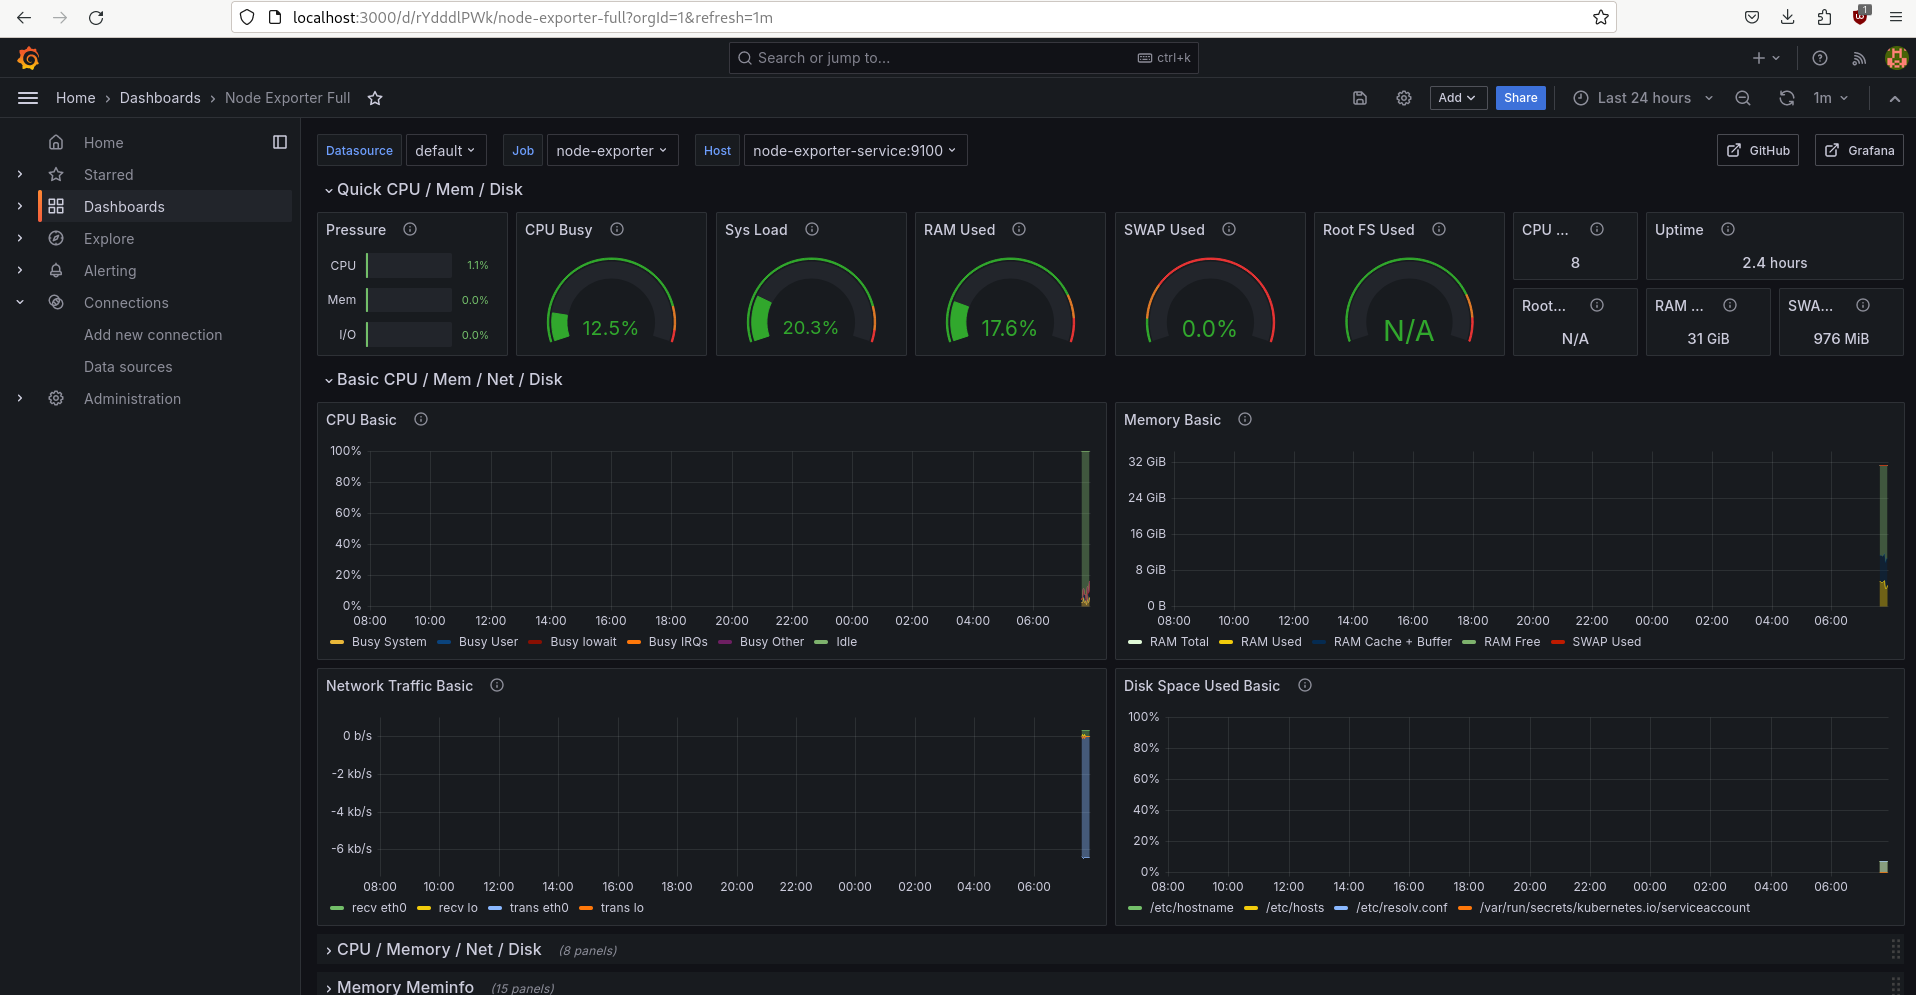 localhost:3000/d/rYdddlPWk/node-exporter-full?orgId=1&refresh=1m
1
Search or jump to... ctrl+k
Home › Dashboards › Node Exporter Full
Add Share Last 24 hours 1m
Home
Starred
Dashboards
Explore
Alerting
Connections
Add new connection
Data sources
Administration
Datasource default Job node-exporter Host node-exporter-service:9100 GitHub Grafana
Quick CPU / Mem / Disk
Pressure
CPU 1.1%
Mem 0.0%
I/O 0.0%
CPU Busy
12.5%
Sys Load
20.3%
RAM Used
17.6%
SWAP Used
0.0%
Root FS Used
N/A
CPU ...
8
Uptime
2.4 hours
Root...
N/A
RAM ...
31 GiB
SWA...
976 MiB
Basic CPU / Mem / Net / Disk
CPU Basic
100%
80%
60%
40%
20%
0%
08:00 10:00 12:00 14:00 16:00 18:00 20:00 22:00 00:00 02:00 04:00 06:00
Busy System Busy User Busy Iowait Busy IRQs Busy Other Idle
Memory Basic
32 GiB
24 GiB
16 GiB
8 GiB
0 B
08:00 10:00 12:00 14:00 16:00 18:00 20:00 22:00 00:00 02:00 04:00 06:00
RAM Total RAM Used RAM Cache + Buffer RAM Free SWAP Used
Network Traffic Basic
0 b/s
-2 kb/s
-4 kb/s
-6 kb/s
08:00 10:00 12:00 14:00 16:00 18:00 20:00 22:00 00:00 02:00 04:00 06:00
recv eth0 recv lo trans eth0 trans lo
Disk Space Used Basic
100%
80%
60%
40%
20%
0%
08:00 10:00 12:00 14:00 16:00 18:00 20:00 22:00 00:00 02:00 04:00 06:00
/etc/hostname /etc/hosts /etc/resolv.conf /var/run/secrets/kubernetes.io/serviceaccount
CPU / Memory / Net / Disk (8 panels)
Memory Meminfo (15 panels)